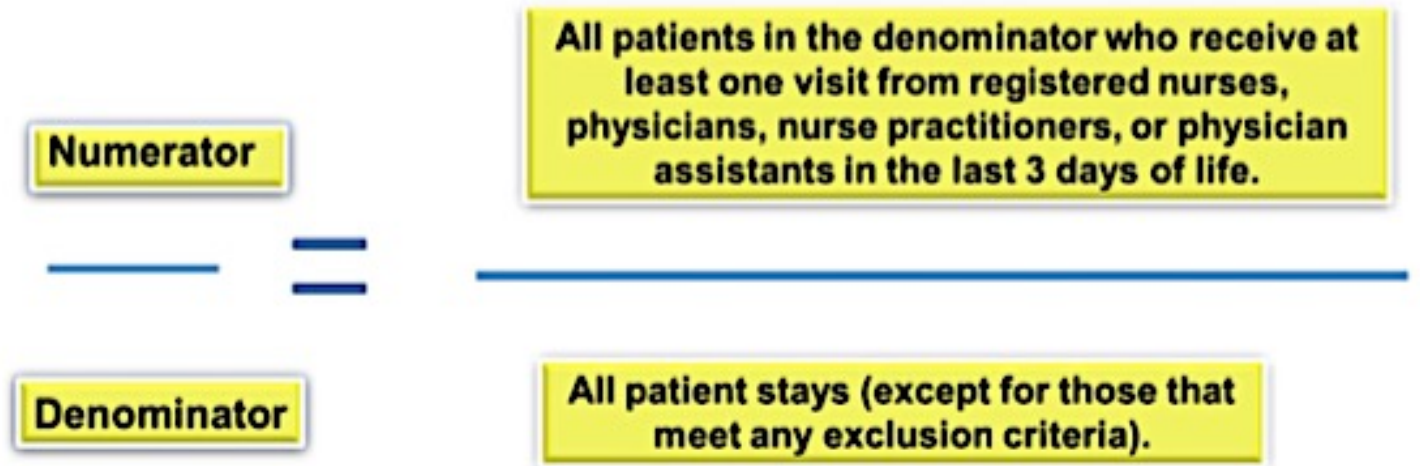 Numerator
All patients in the denominator who receive at
least one visit from registered nurses,
physicians, nurse practitioners, or physician
assistants in the last 3 days of life.
=
Denominator
All patient stays (except for those that
meet any exclusion criteria).